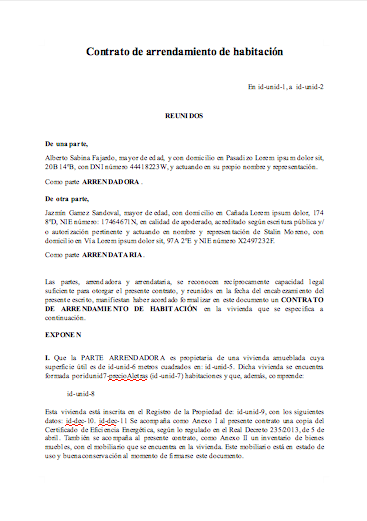 Contrato de arrendamiento de habitación
En id-unid-1, a id-unid-2
REUNIDOS
De una parte,
Alberto Sabina Fajardo, mayor de edad, y con domicilio en Pasadizo Lorem ipsum dolor sit,
20B 14ºB, con DNI número 44418223W, y actuando en su propio nombre y representación.
Como parte ARRENDADORA.
De otra parte,
Jazmín Gamez Sandoval, mayor de edad, con domicilio en Cañada Lorem ipsum dolor, 174
8ºD, NIE número: 17464671N, en calidad de apoderado, acreditado según escritura pública y/
o autorización pertinente y actuando en nombre y representación de Stalin Moreno, con
domicilio en Vía Lorem ipsum dolor sit, 97A 2ºE y NIE número X2497232F.
Como parte ARRENDATARIA.
Las partes, arrendadora y arrendataria, se reconocen recíprocamente capacidad legal
suficiente para otorgar el presente contrato, y reunidos en la fecha del encabezamiento del
presente escrito, manifiestan haber acordado formalizar en este documento un CONTRATO
DE ARRENDAMIENTO DE HABITACIÓN en la vivienda que se especifica a
continuación.
EXPONEN
I. Que la PARTE ARRENDADORA es propietaria de una vivienda amueblada cuya
superficie útil es de id-unid-6 metros cuadrados en: id-unid-5. Dicha vivienda se encuentra
formada por idunid7-precioAletras (id-unid-7) habitaciones y que, además, comprende:
id-unid-8
Esta vivienda está inscrita en el Registro de la Propiedad de: id-unid-9, con los siguientes
datos: id-dec-10. id-dec-11 Se acompaña como Anexo I al presente contrato una copia del
Certificado de Eficiencia Energética, según lo regulado en el Real Decreto 235/2013, de 5 de
abril. También se acompaña al presente contrato, como Anexo II un inventario de bienes
muebles, con el mobiliario que se encuentra en la vivienda. Este mobiliario está en estado de
uso y buena conservación al momento de firmarse este documento.